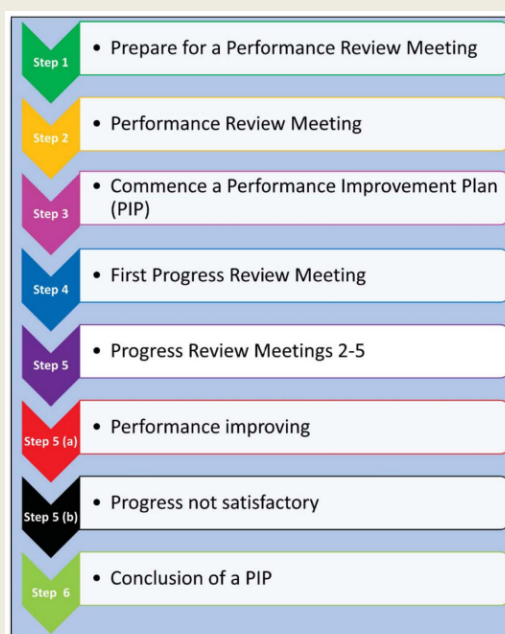 Step 1
• Prepare for a Performance Review Meeting
Step 2
• Performance Review Meeting
Step 3
• Commence a Performance Improvement Plan
(PIP)
Step 4
• First Progress Review Meeting
Step 5
• Progress Review Meetings 2-5
Step 5 (a)
• Performance improving
Step 5 (b)
• Progress not satisfactory
Step 6
• Conclusion of a PIP